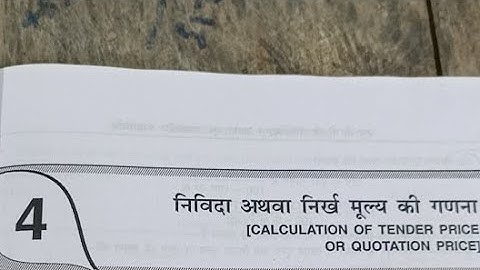 4
निविदा अथवा निर्ख मूल्य की गणना
[CALCULATION OF TENDER PRICE
OR QUOTATION PRICE]